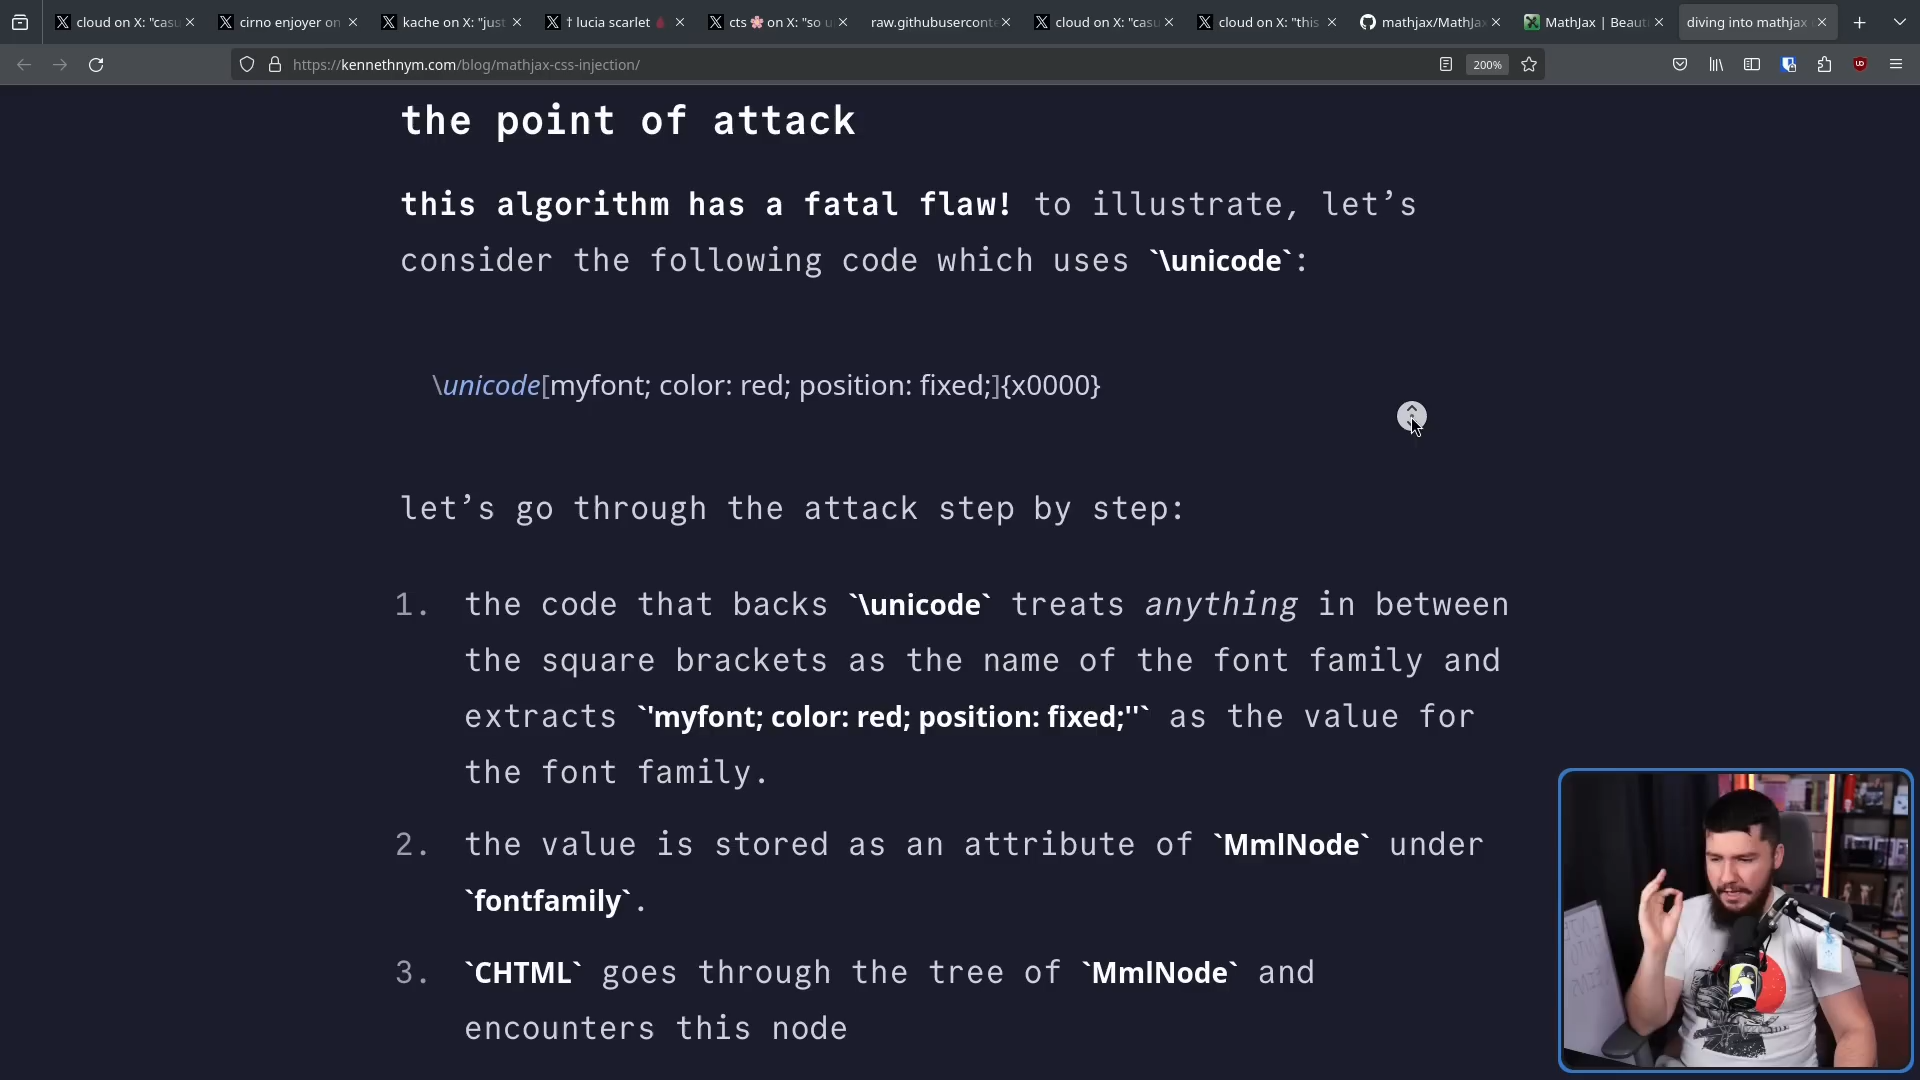 cloud on X: "casu
cirno enjoyer on
kache on X: "just
† lucia scarlet
cts 🌸 on X: "so u
raw.githubuserconte
cloud on X: "casu
cloud on X: "this
mathjax/MathJa
MathJax | Beaut
diving into mathjax
https://kennethnym.com/blog/mathjax-css-injection/
200%
the point of attack
this algorithm has a fatal flaw! to illustrate, let’s
consider the following code which uses `\unicode`:
\unicode[myfont; color: red; position: fixed;]{x0000}
let’s go through the attack step by step:
1. the code that backs `\unicode` treats anything in between
the square brackets as the name of the font family and
extracts `'myfont; color: red; position: fixed;''` as the value for
the font family.
2. the value is stored as an attribute of `MmlNode` under
`fontfamily`.
3. `CHTML` goes through the tree of `MmlNode` and
encounters this node